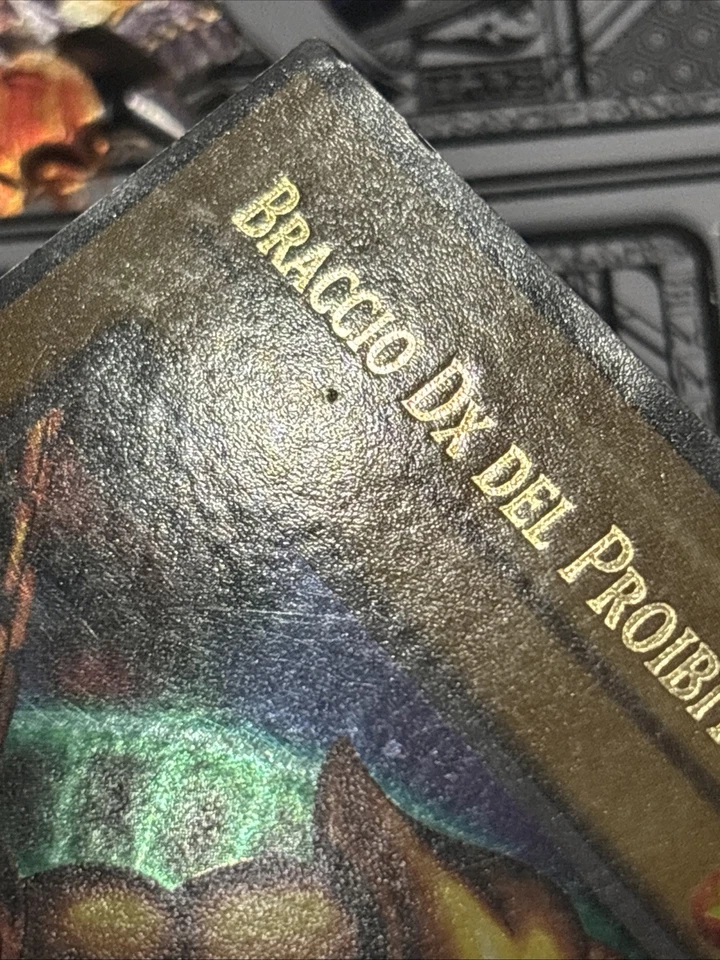 Braccio Dx del Proibi